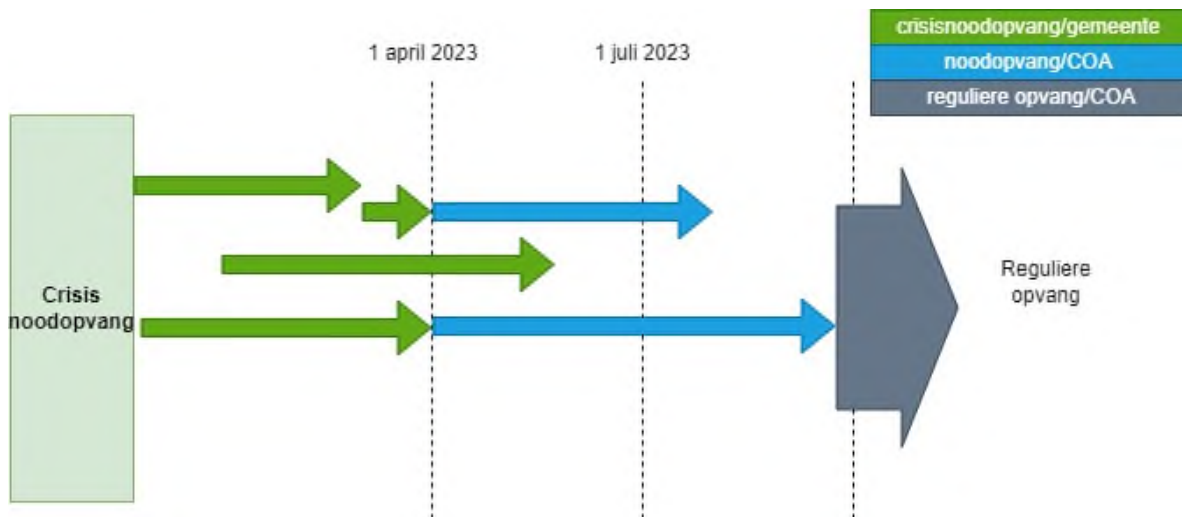 crisisnoodopvang/gemeente
1 april 2023
1 juli 2023
noodopvang/COA
reguliere opvang/COA
Crisis
noodopvang
Reguliere
opvang